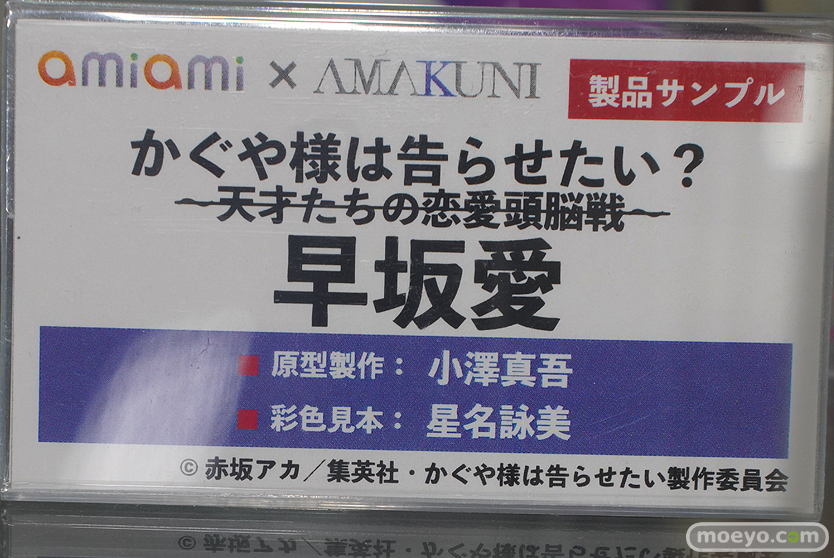 amiami × AMAKUNI
製品サンプル
かぐや様は告らせたい？
～天才たちの恋愛頭脳戦～
早坂愛
■ 原型製作： 小澤真吾
■ 彩色見本： 星名詠美
© 赤坂アカ／集英社・かぐや様は告らせたい製作委員会
moeyo.com